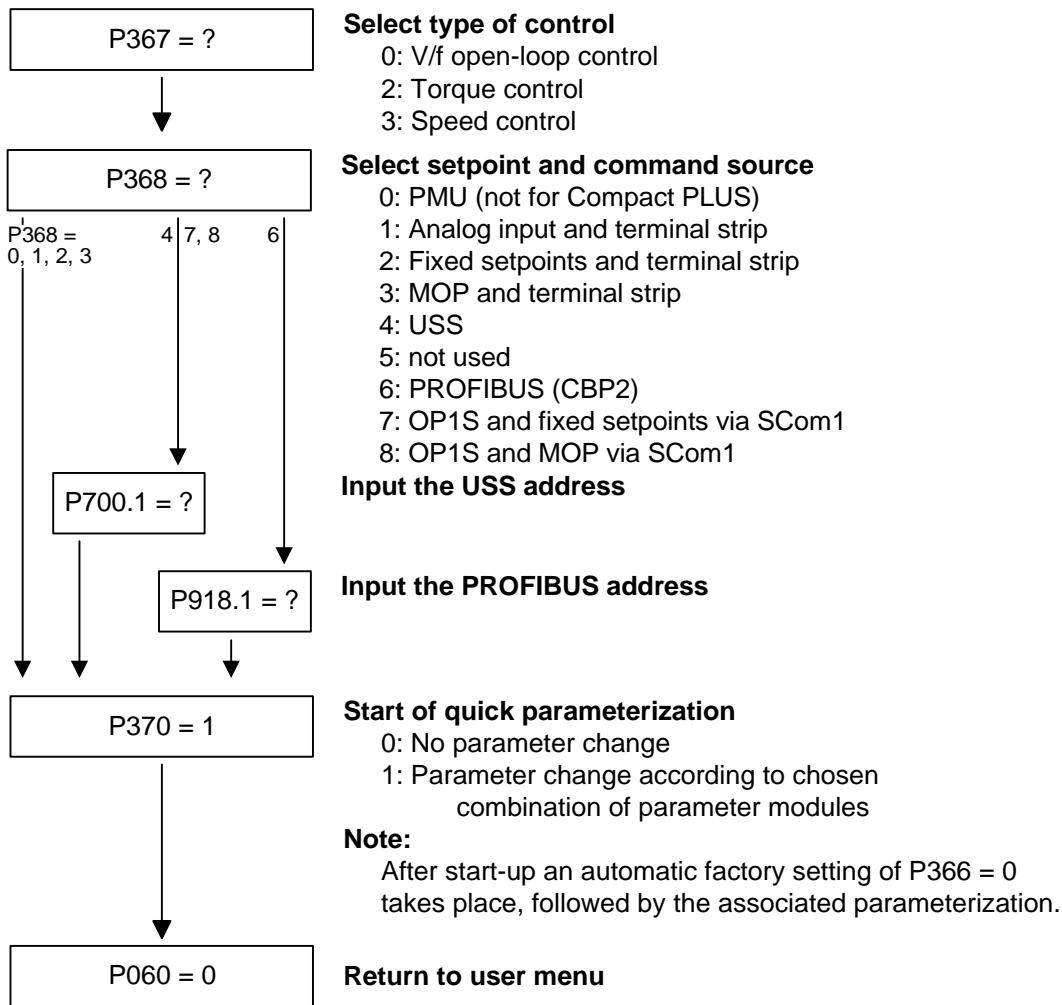 P367 = ?
Select type of control
0: V/f open-loop control
2: Torque control
3: Speed control
P368 = ?
Select setpoint and command source
0: PMU (not for Compact PLUS)
1: Analog input and terminal strip
2: Fixed setpoints and terminal strip
3: MOP and terminal strip
4: USS
5: not used
6: PROFIBUS (CBP2)
7: OP1S and fixed setpoints via SCom1
8: OP1S and MOP via SCom1
P368 =
0, 1, 2, 3
4
7, 8
6
P700.1 = ?
Input the USS address
P918.1 = ?
Input the PROFIBUS address
P370 = 1
Start of quick parameterization
0: No parameter change
1: Parameter change according to chosen
combination of parameter modules
Note:
After start-up an automatic factory setting of P366 = 0
takes place, followed by the associated parameterization.
P060 = 0
Return to user menu